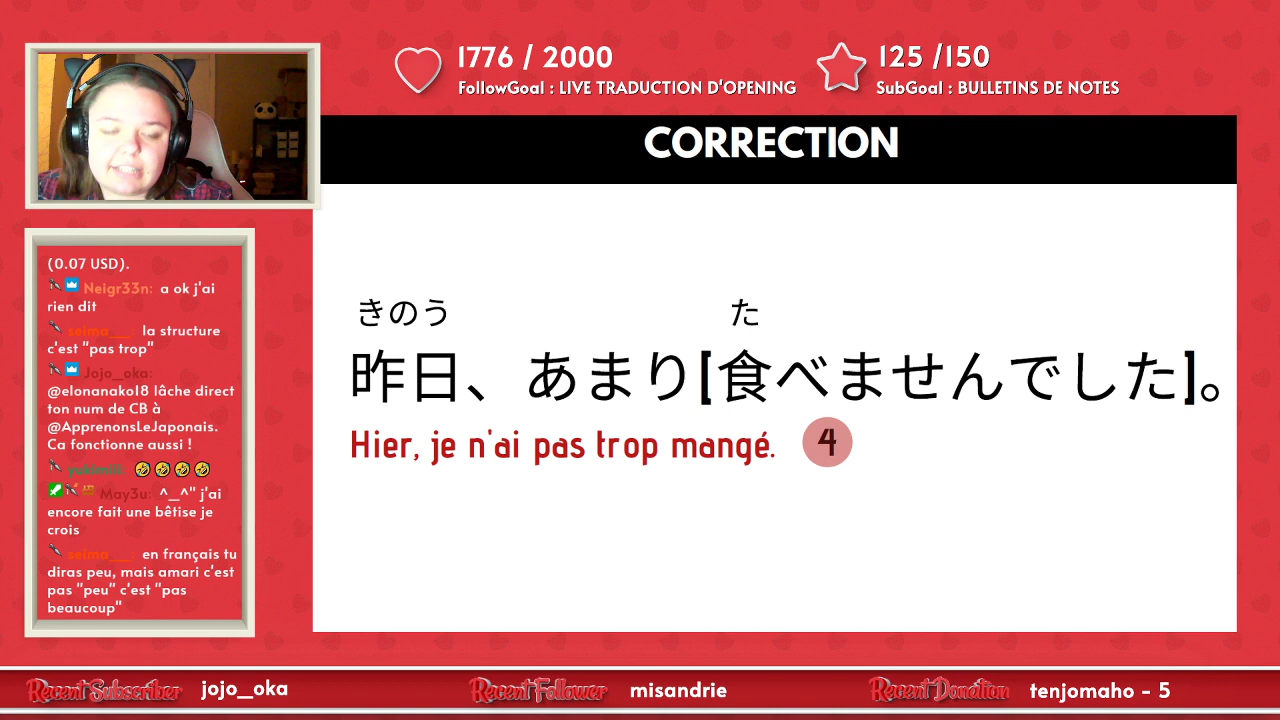 1776 / 2000
FollowGoal : LIVE TRADUCTION D'OPENING
125 /150
SubGoal : BULLETINS DE NOTES
CORRECTION
きのう た
昨日、あまり[食べませんでした]。
Hier, je n'ai pas trop mangé. 4
(0.07 USD).
Neigr33n: a ok j'ai
rien dit
seima__: la structure
c'est "pas trop"
Jojo_oka:
@elonanako18 lâche direct
ton num de CB à
@ApprenonsLeJaponais.
Ca fonctionne aussi !
May3u: ^_^" j'ai
encore fait une bêtise je
crois
seima__: en français tu
diras peu, mais amari c'est
pas "peu" c'est "pas
beaucoup"
Recent Subscriber jojo_oka
Recent Follower misandrie
Recent Donation tenjomaho - 5